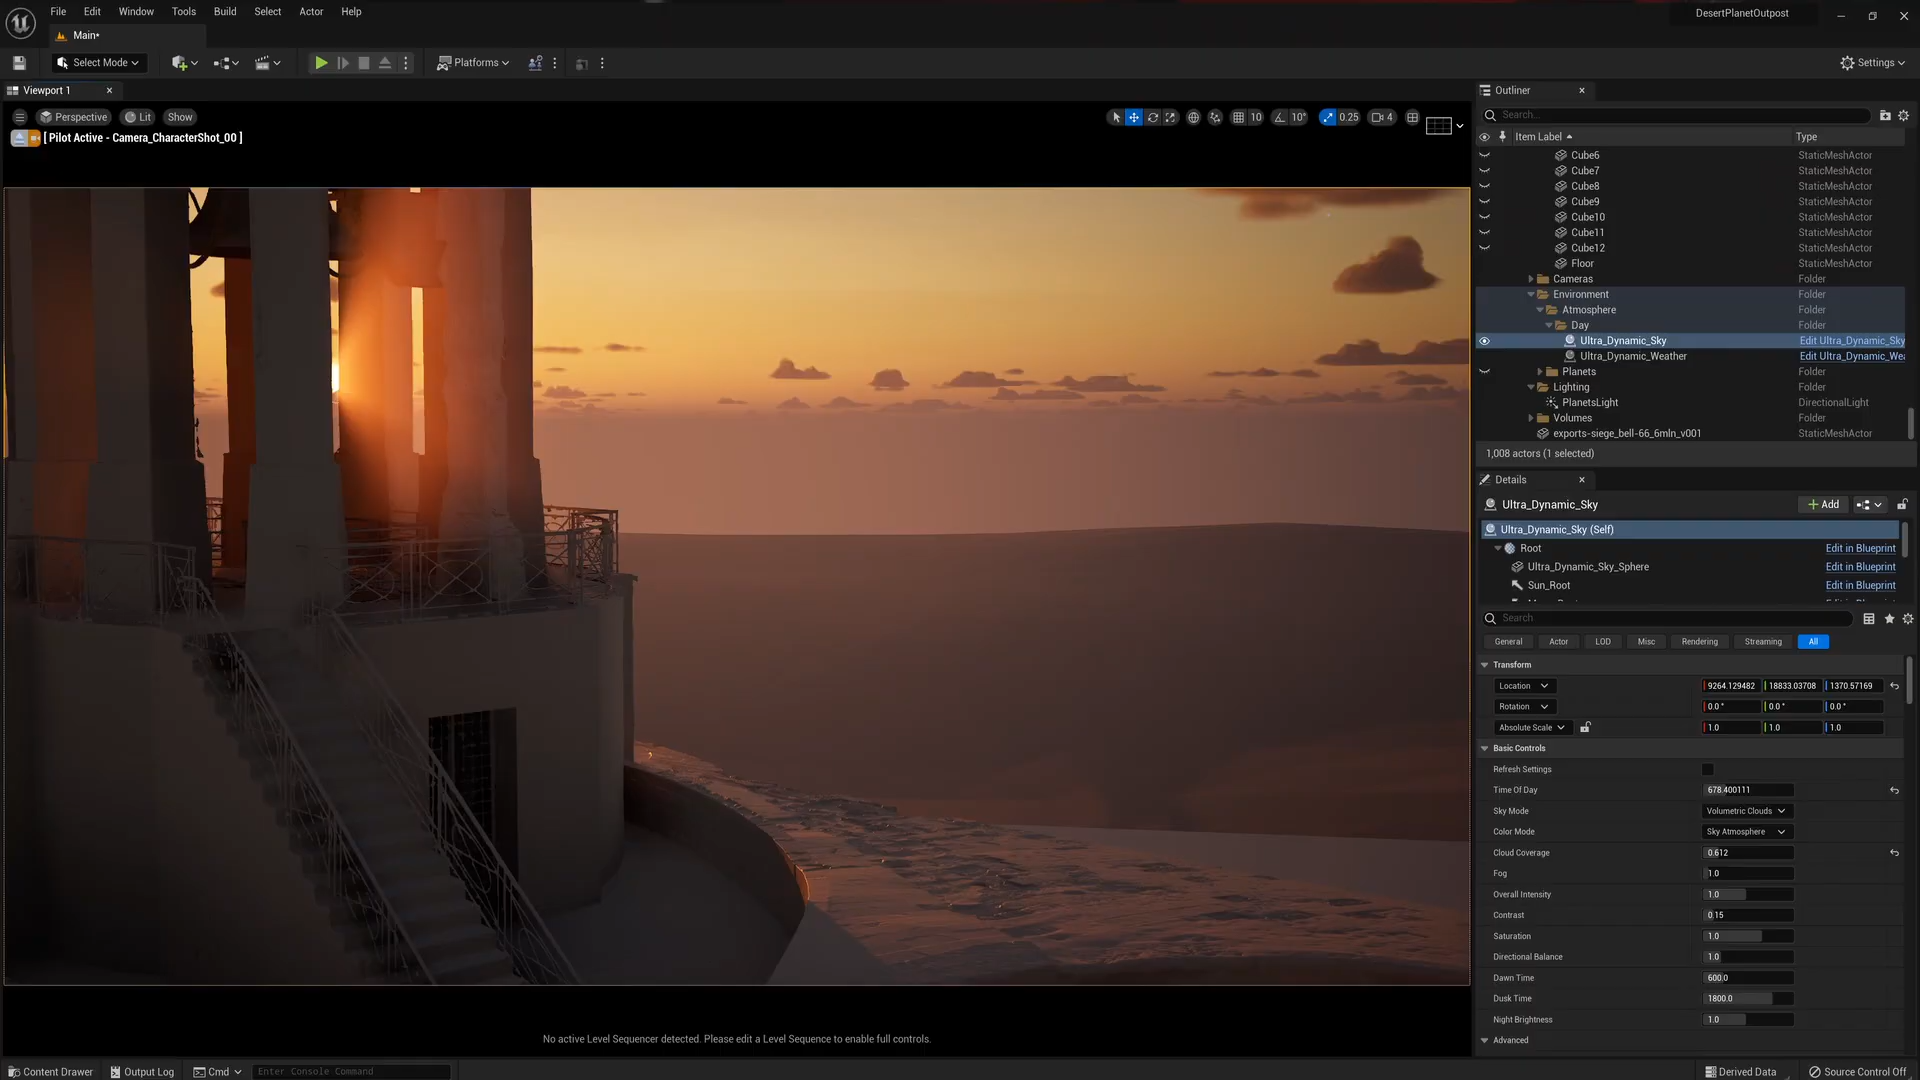 File Edit Window Tools Build Select Actor Help
DesertPlanetOutpost
Main*
Select Mode
Platforms
Settings
Viewport 1
Perspective Lit Show
10 10° 0.25 4
[ Pilot Active - Camera_CharacterShot_00 ]
No active Level Sequencer detected. Please edit a Level Sequence to enable full controls.
Outliner
Search...
Item Label Type
Cube6 StaticMeshActor
Cube7 StaticMeshActor
Cube8 StaticMeshActor
Cube9 StaticMeshActor
Cube10 StaticMeshActor
Cube11 StaticMeshActor
Cube12 StaticMeshActor
Floor StaticMeshActor
Cameras Folder
Environment Folder
Atmosphere Folder
Day Folder
Ultra_Dynamic_Sky Edit Ultra_Dynamic_Sky
Ultra_Dynamic_Weather Edit Ultra_Dynamic_Wea
Planets Folder
Lighting Folder
PlanetsLight DirectionalLight
Volumes Folder
exports-siege_bell-66_6mln_v001 StaticMeshActor
1,008 actors (1 selected)
Details
Ultra_Dynamic_Sky + Add
Ultra_Dynamic_Sky (Self)
Root Edit in Blueprint
Ultra_Dynamic_Sky_Sphere Edit in Blueprint
Sun_Root Edit in Blueprint
Search
General Actor LOD Misc Rendering Streaming All
Transform
Location 9264.129482 18833.03708 1370.57169
Rotation 0.0° 0.0° 0.0°
Absolute Scale 1.0 1.0 1.0
Basic Controls
Refresh Settings
Time Of Day 678.400111
Sky Mode Volumetric Clouds
Color Mode Sky Atmosphere
Cloud Coverage 0.612
Fog 1.0
Overall Intensity 1.0
Contrast 0.15
Saturation 1.0
Directional Balance 1.0
Dawn Time 600.0
Dusk Time 1800.0
Night Brightness 1.0
Advanced
Content Drawer Output Log Cmd Enter Console Command
Derived Data Source Control Off